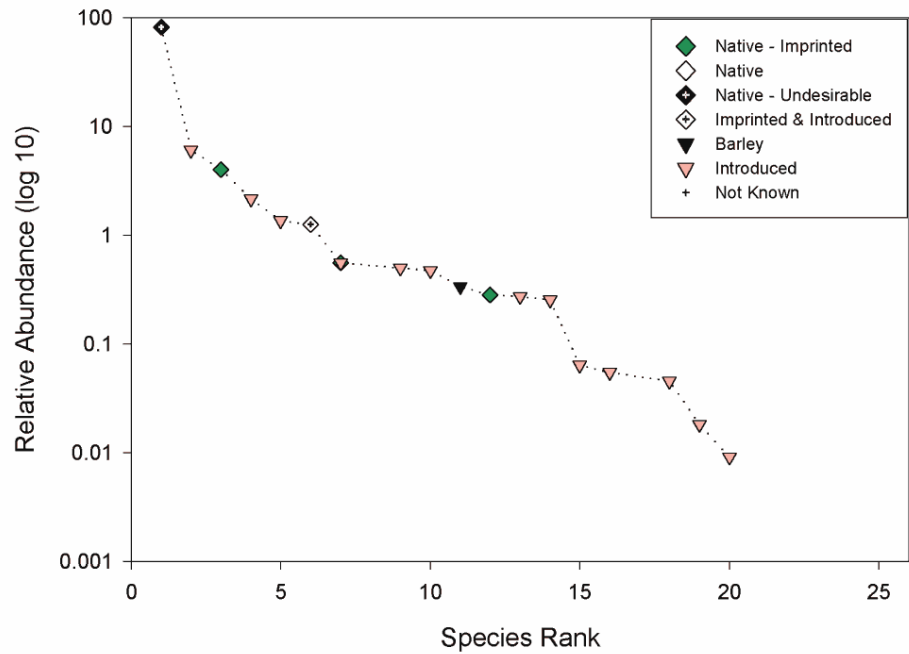 100
10
1
0.1
0.01
0.001
Relative Abundance (log 10)
0 5 10 15 20 25
Species Rank
Native - Imprinted
Native
Native - Undesirable
Imprinted & Introduced
Barley
Introduced
Not Known